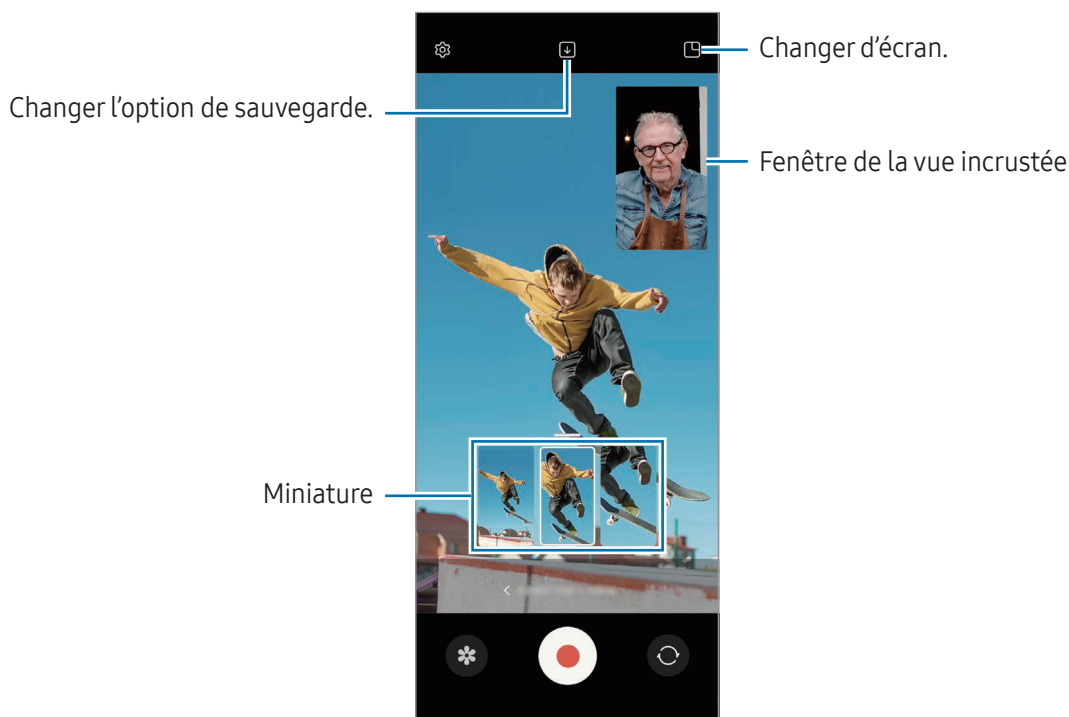 Changer d'écran.
Changer l’option de sauvegarde.
Fenêtre de la vue incrustée
Miniature